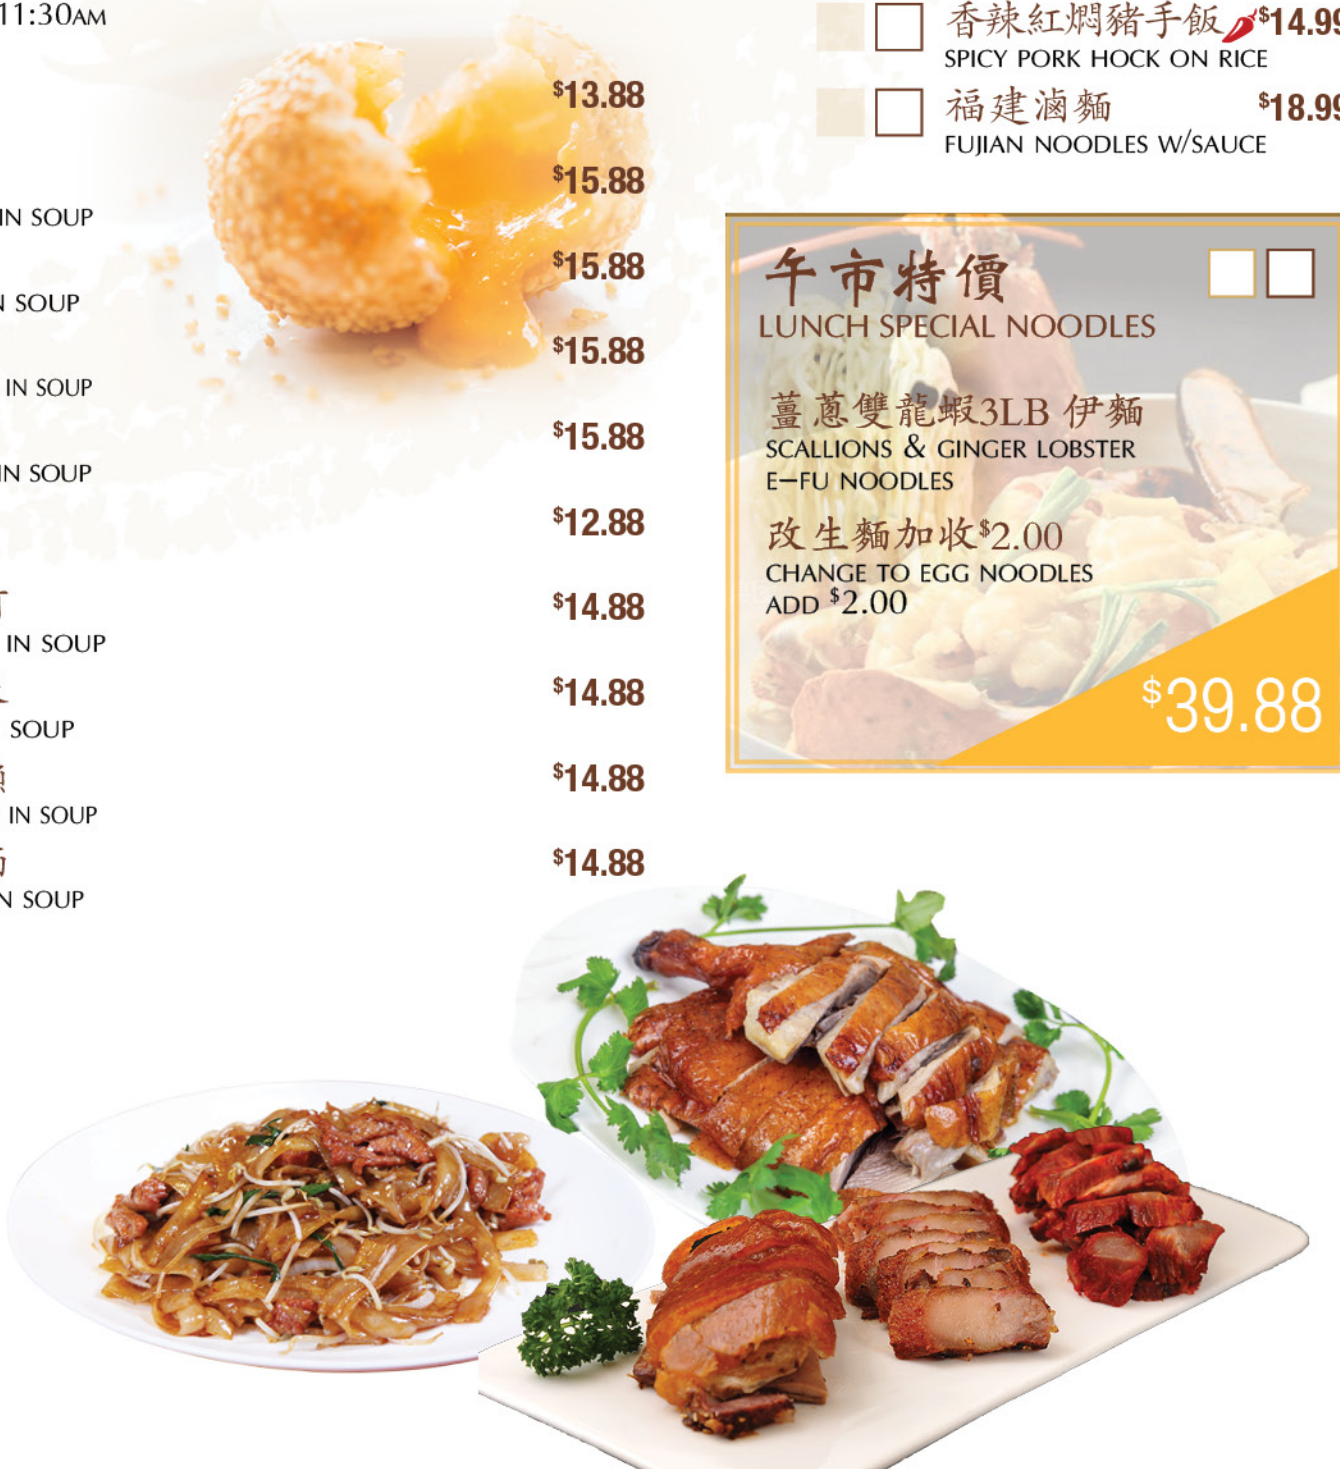 11:30AM
$13.88
$15.88
IN SOUP
$15.88
SOUP
$15.88
IN SOUP
$15.88
IN SOUP
$12.88
$14.88
IN SOUP
$14.88
SOUP
$14.88
IN SOUP
$14.88
SOUP
香辣紅燜豬手飯 $14.99
SPICY PORK HOCK ON RICE
福建滷麵 $18.99
FUJIAN NOODLES W/SAUCE
午市特價
LUNCH SPECIAL NOODLES
薑蔥雙龍蝦3LB 伊麵
SCALLIONS & GINGER LOBSTER
E-FU NOODLES
改生麵加收$2.00
CHANGE TO EGG NOODLES
ADD $2.00
$39.88